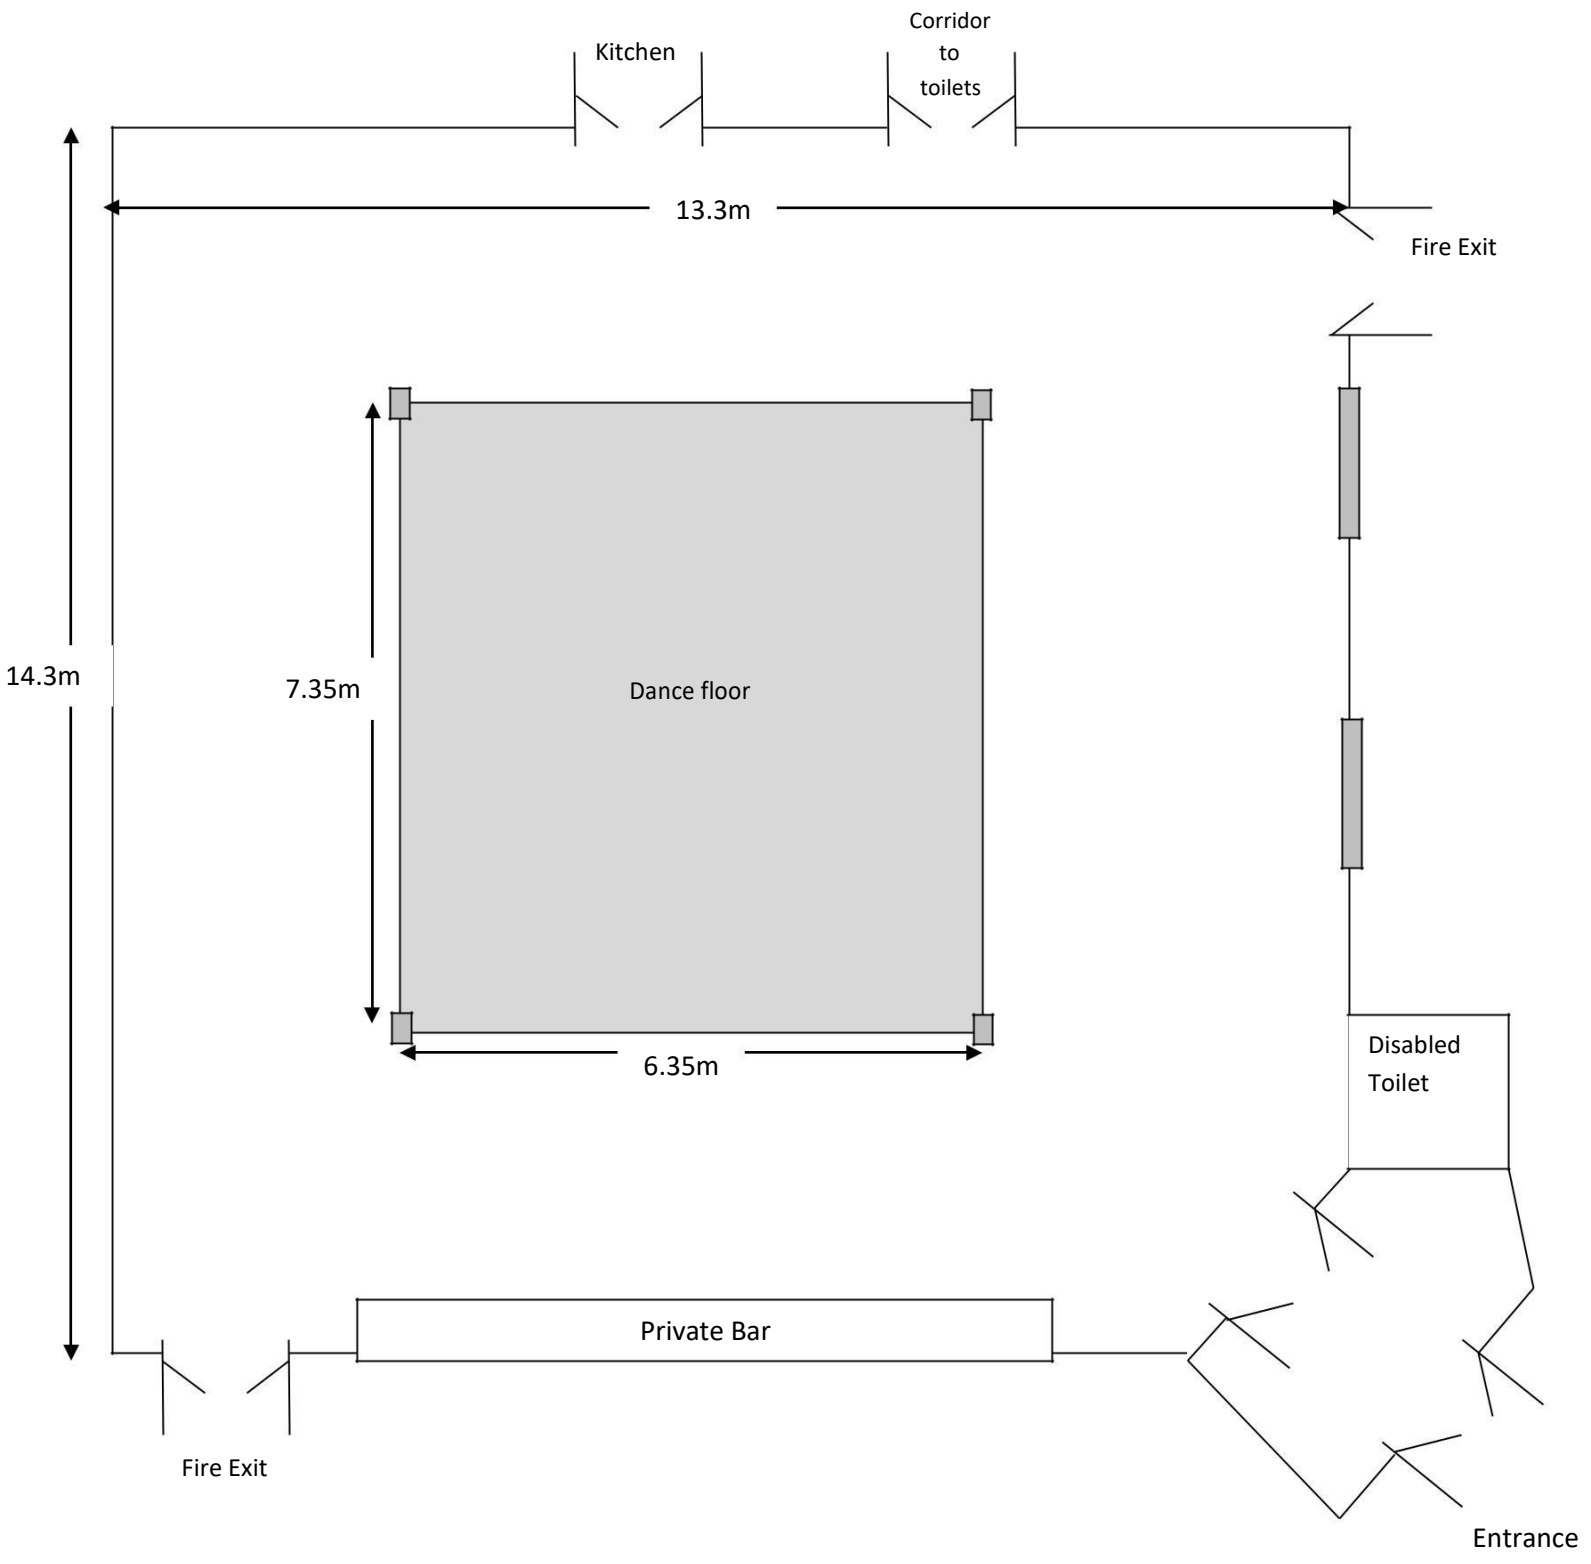 Corridor
to
toilets
Kitchen
13.3m
Fire Exit
14.3m
7.35m
Dance floor
6.35m
Disabled
Toilet
Private Bar
Fire Exit
Entrance